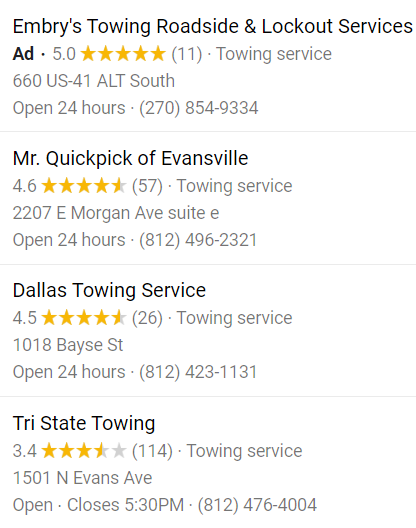 Embry's Towing Roadside & Lockout Services
Ad · 5.0 (11) · Towing service
660 US-41 ALT South
Open 24 hours · (270) 854-9334
Mr. Quickpick of Evansville
4.6 (57) · Towing service
2207 E Morgan Ave suite e
Open 24 hours · (812) 496-2321
Dallas Towing Service
4.5 (26) · Towing service
1018 Bayse St
Open 24 hours · (812) 423-1131
Tri State Towing
3.4 (114) · Towing service
1501 N Evans Ave
Open · Closes 5:30PM · (812) 476-4004